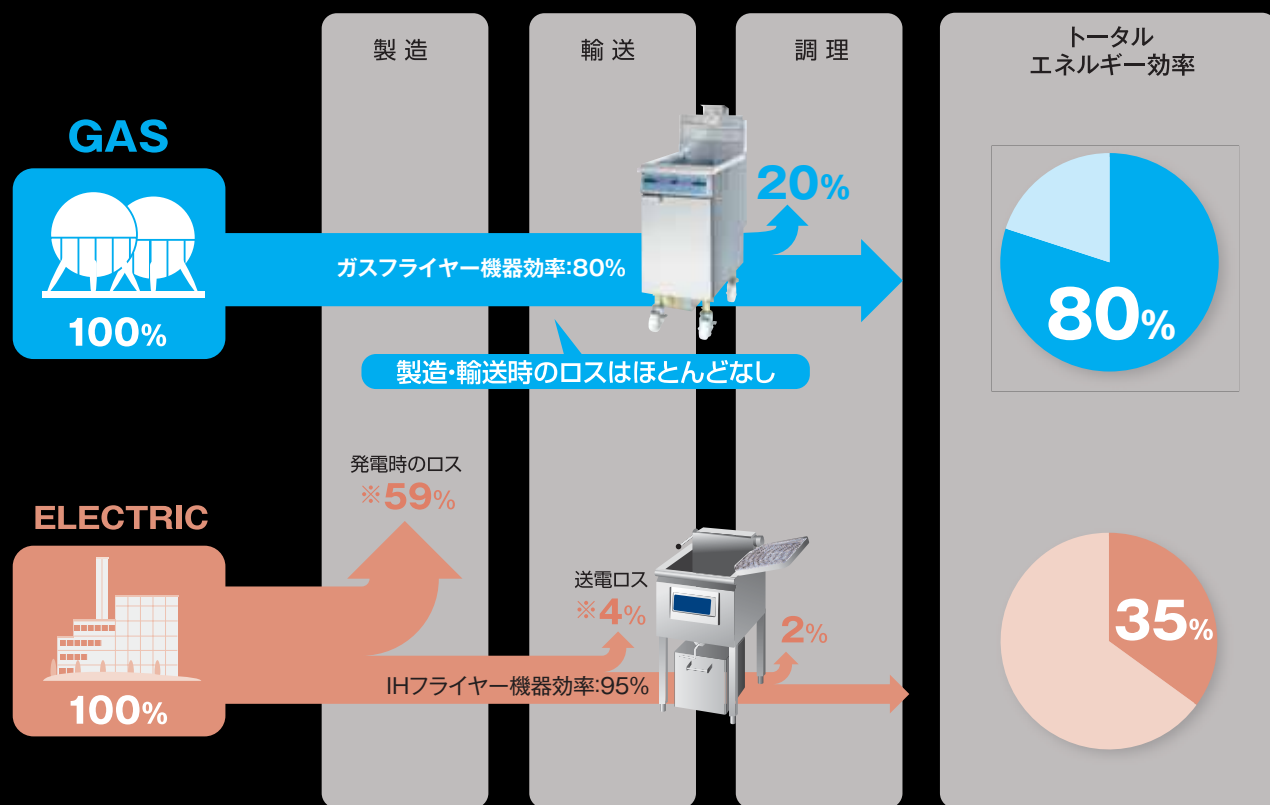 製造
輸送
調理
トータル
エネルギー効率
GAS
100%
ガスフライヤー機器効率:80%
20%
80%
製造・輸送時のロスはほとんどなし
ELECTRIC
100%
発電時のロス
※59%
送電ロス
※4%
2%
IHフライヤー機器効率:95%
35%